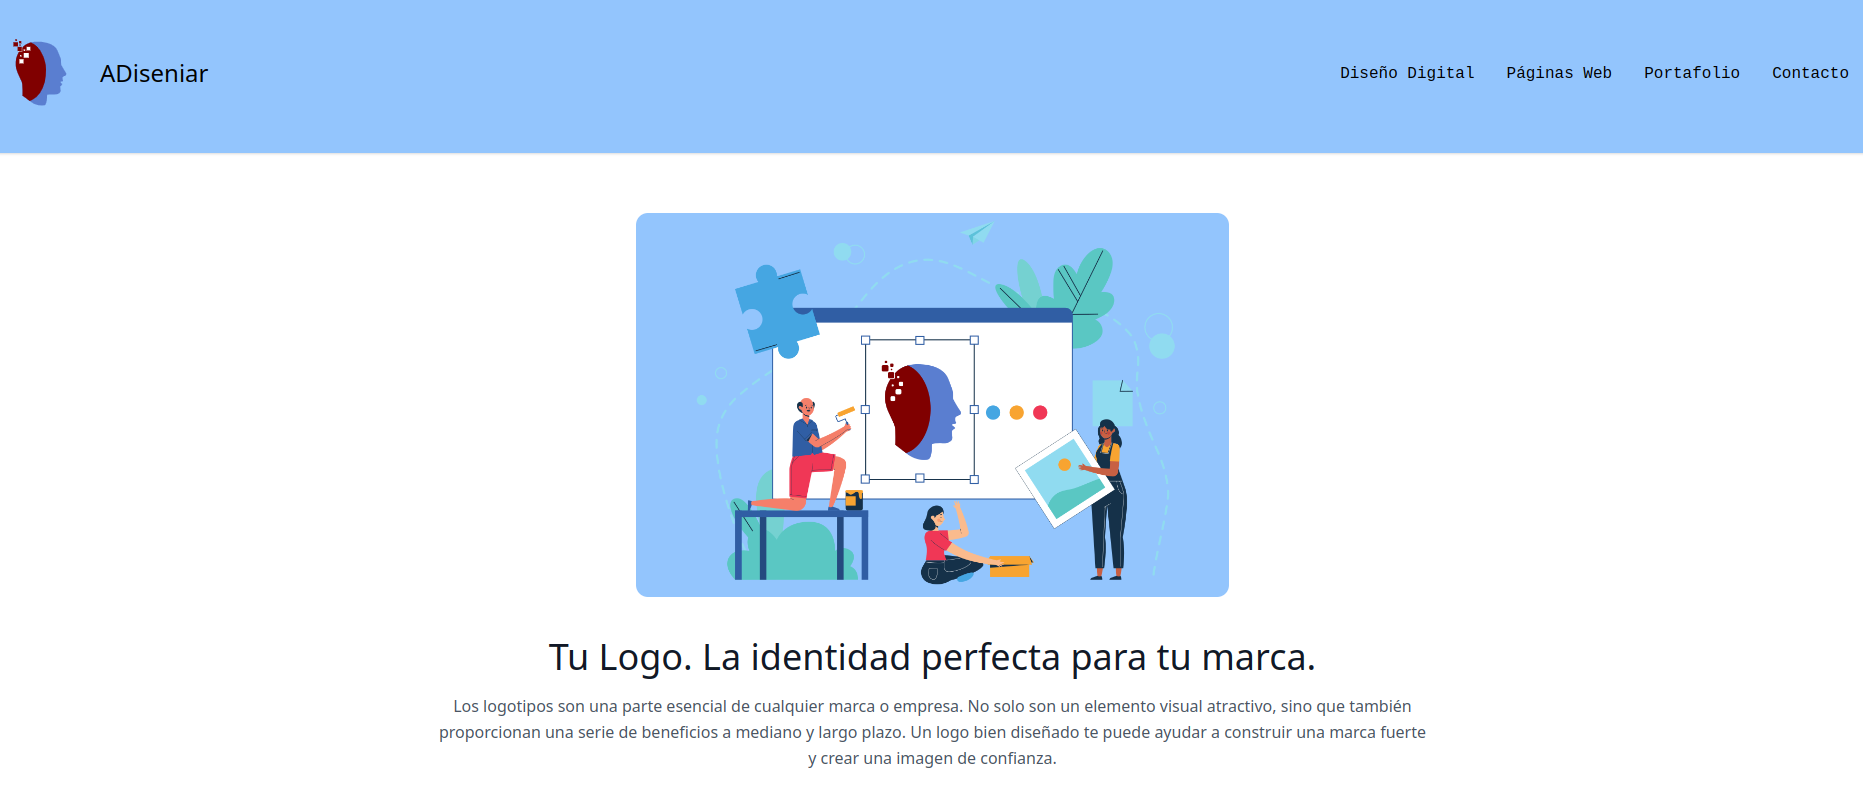 ADiseniar
Diseño Digital
Páginas Web
Portafolio
Contacto
Tu Logo. La identidad perfecta para tu marca.
Los logotipos son una parte esencial de cualquier marca o empresa. No solo son un elemento visual atractivo, sino que también
proporcionan una serie de beneficios a mediano y largo plazo. Un logo bien diseñado te puede ayudar a construir una marca fuerte
y crear una imagen de confianza.